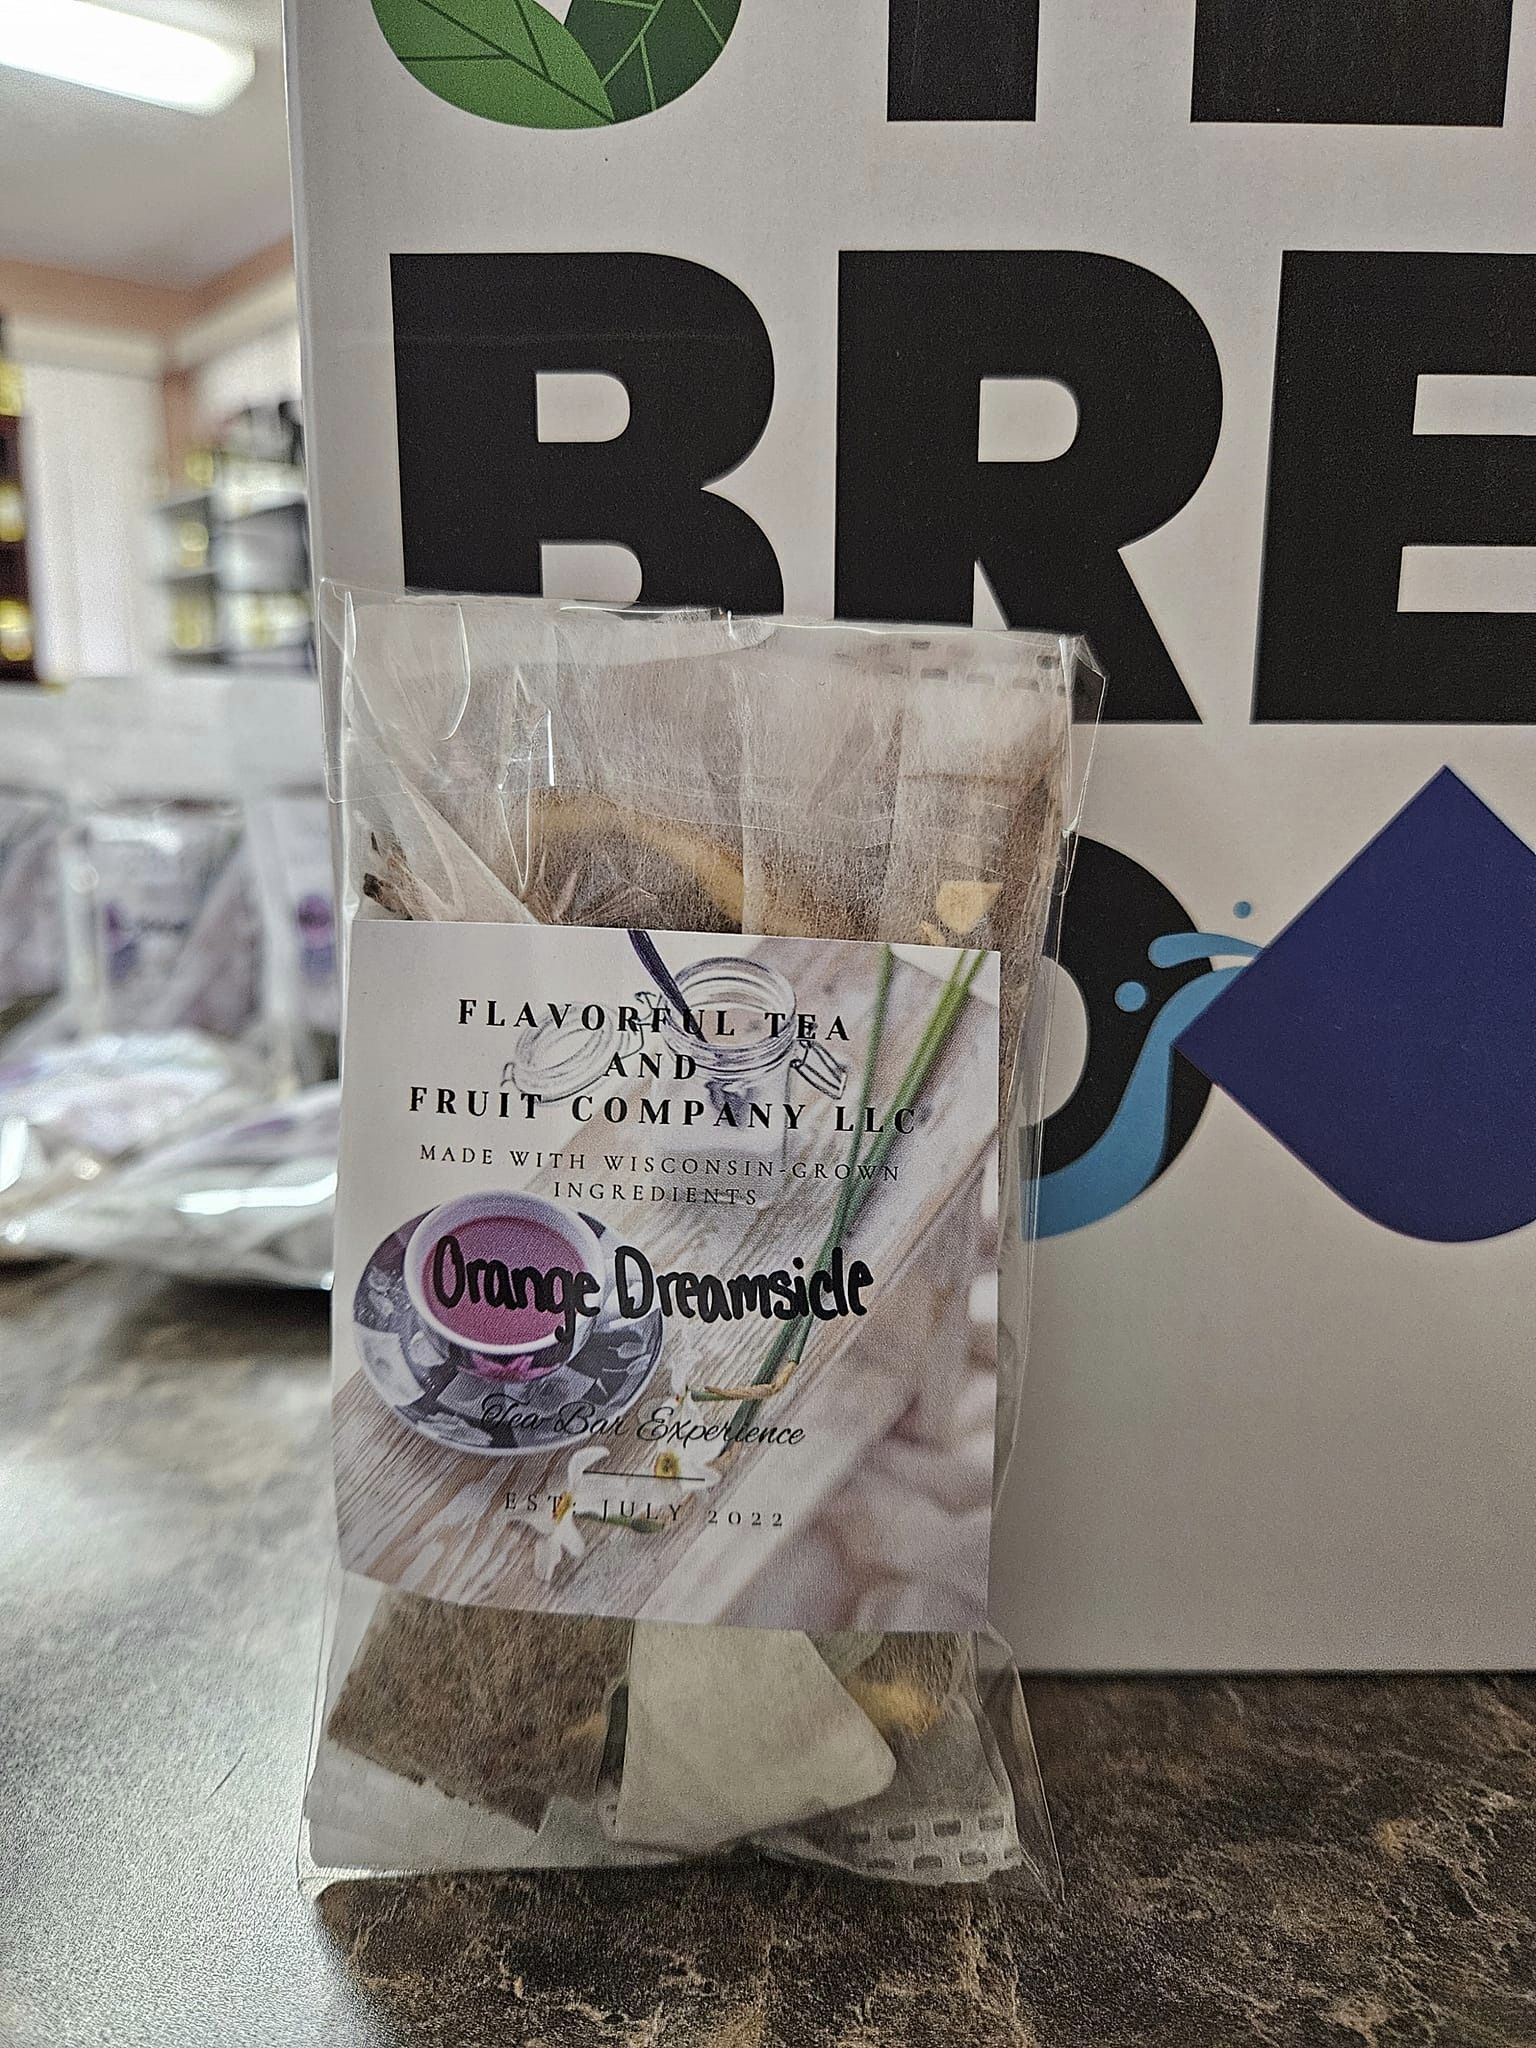 BRE
FLAVORFUL TEA
AND
FRUIT COMPANY LLC
MADE WITH WISCONSIN-GROWN
INGREDIENTS
Orange Dreamsicle
Tea Bar Experience
EST. JULY 2022